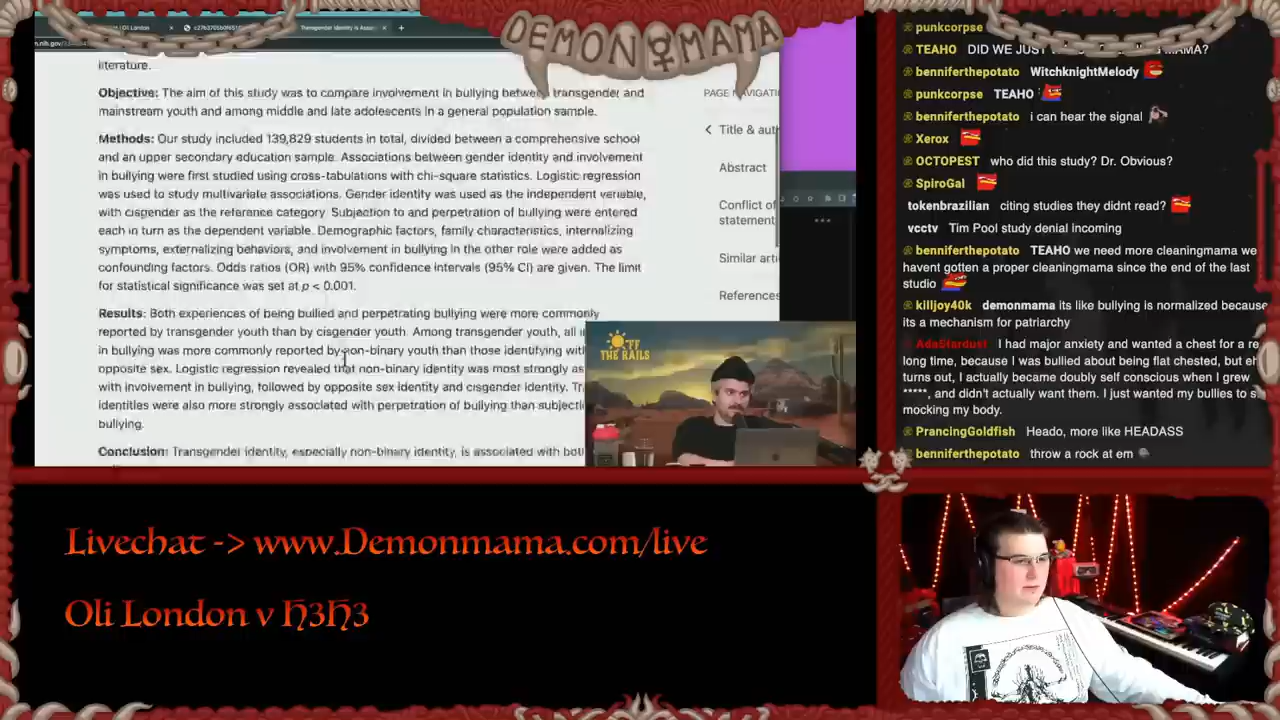 DEMONMAMA
Oli London
Transgender Identity is Assoc
literature.
Objective: The aim of this study was to compare involvement in bullying between transgender and
mainstream youth and among middle and late adolescents in a general population sample.
Methods: Our study included 139,829 students in total, divided between a comprehensive school
and an upper secondary education sample. Associations between gender identity and involvement
in bullying were first studied using cross-tabulations with chi-square statistics. Logistic regression
was used to study multivariate associations. Gender identity was used as the independent variable,
with cisgender as the reference category. Subjection to and perpetration of bullying were entered
each in turn as the dependent variable. Demographic factors, family characteristics, internalizing
symptoms, externalizing behaviors, and involvement in bullying in the other role were added as
confounding factors. Odds ratios (OR) with 95% confidence intervals (95% CI) are given. The limit
for statistical significance was set at p < 0.001.
Results: Both experiences of being bullied and perpetrating bullying were more commonly
reported by transgender youth than by cisgender youth. Among transgender youth, all
in bullying was more commonly reported by non-binary youth than those identifying
opposite sex. Logistic regression revealed that non-binary identity was most strongly
with involvement in bullying, followed by opposite sex identity and cisgender identity.
identities were also more strongly associated with perpetration of bullying than
bullying.
Conclusion: Transgender identity, especially non-binary identity, is associated with both
PAGE NAVIGATI
Title & auth
Abstract
Conflict of
statement
Similar arti
References
OFF
THE RAILS
punkcorpse
TEAHO DID WE JUST MAMA?
benniferthepotato WitchknightMelody
punkcorpse TEAHO
benniferthepotato i can hear the signal
Xerox
OCTOPEST who did this study? Dr. Obvious?
SpiroGal
tokenbrazilian citing studies they didnt read?
vcctv Tim Pool study denial incoming
benniferthepotato TEAHO we need more cleaningmama we
havent gotten a proper cleaningmama since the end of the last
studio
killjoy40k demonmama its like bullying is normalized because
its a mechanism for patriarchy
AdaStardust I had major anxiety and wanted a chest for a re
long time, because I was bullied about being flat chested, but eh
turns out, I actually became doubly self conscious when I grew
*****, and didn't actually want them. I just wanted my bullies to s
mocking my body.
PrancingGoldfish Heado, more like HEADASS
benniferthepotato throw a rock at em
Livechat -> www.Demonmama.com/live
Oli London v H3H3